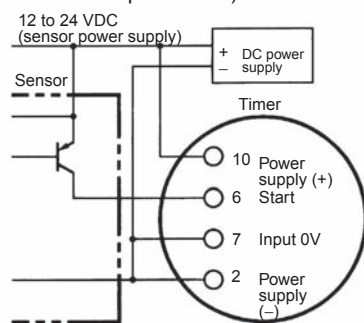 12 to 24 VDC
(sensor power supply)
+ DC power
– supply
Sensor
Timer
10 Power
supply (+)
6 Start
7 Input 0V
2 Power
supply
(–)